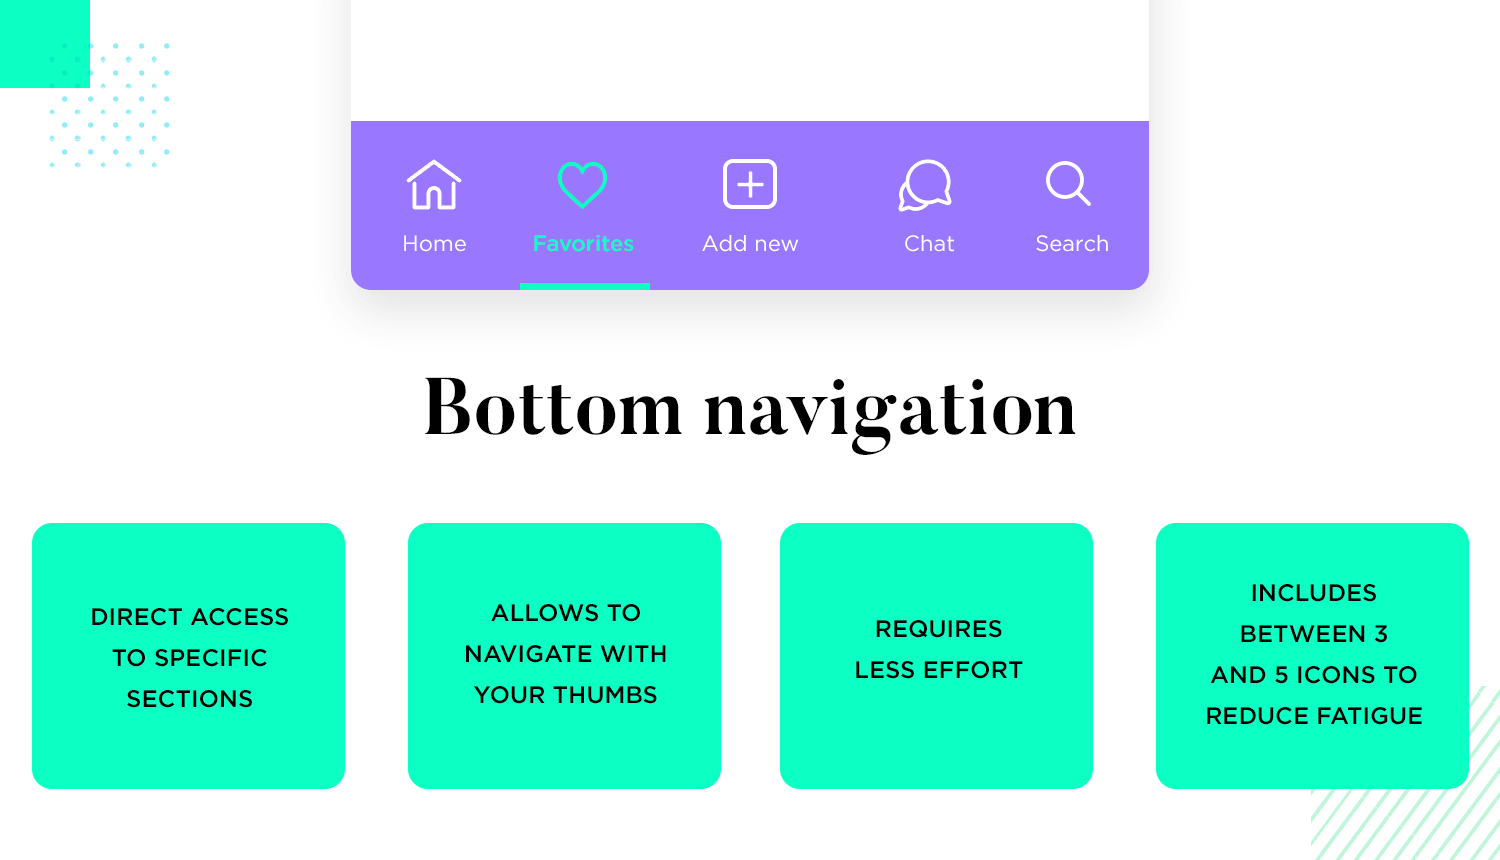 Home Favorites Add new Chat Search
Bottom navigation
DIRECT ACCESS
TO SPECIFIC
SECTIONS
ALLOWS TO
NAVIGATE WITH
YOUR THUMBS
REQUIRES
LESS EFFORT
INCLUDES
BETWEEN 3
AND 5 ICONS TO
REDUCE FATIGUE